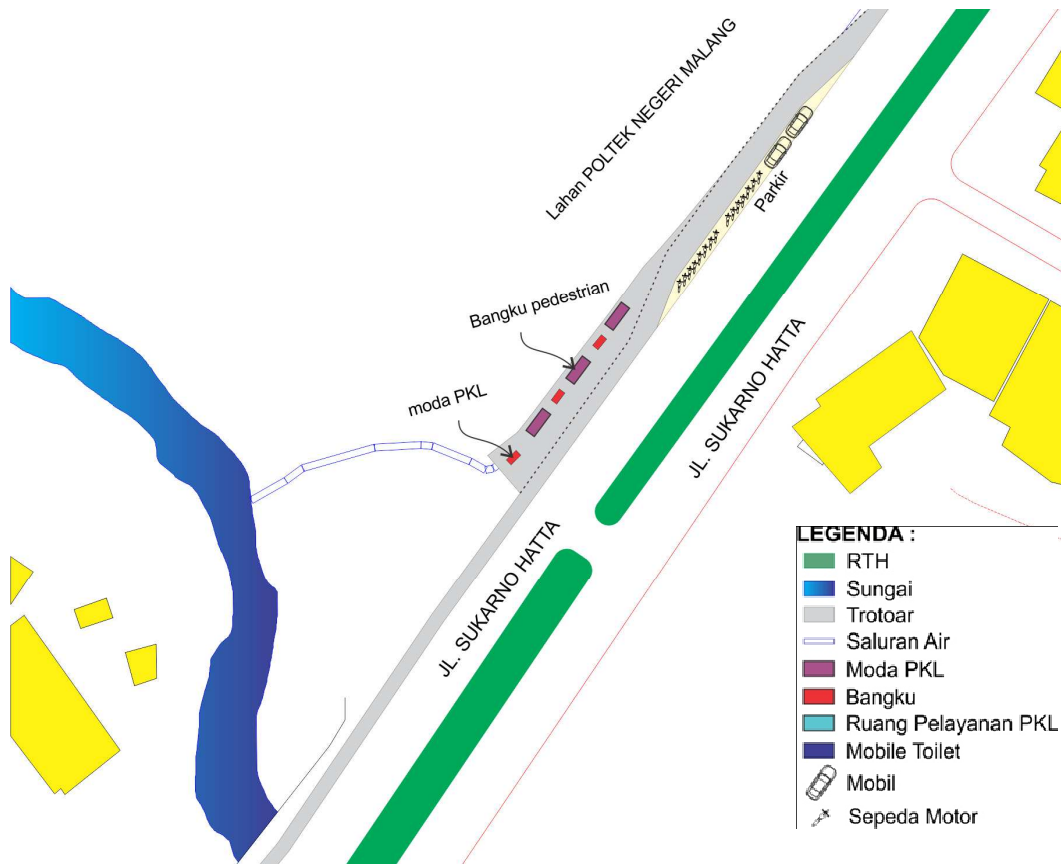 Lahan POLTEK NEGERI MALANG
Parkir
Bangku pedestrian
moda PKL
JL. SUKARNO HATTA
JL. SUKARNO HATTA
LEGENDA :
RTH
Sungai
Trotoar
Saluran Air
Moda PKL
Bangku
Ruang Pelayanan PKL
Mobile Toilet
Mobil
Sepeda Motor